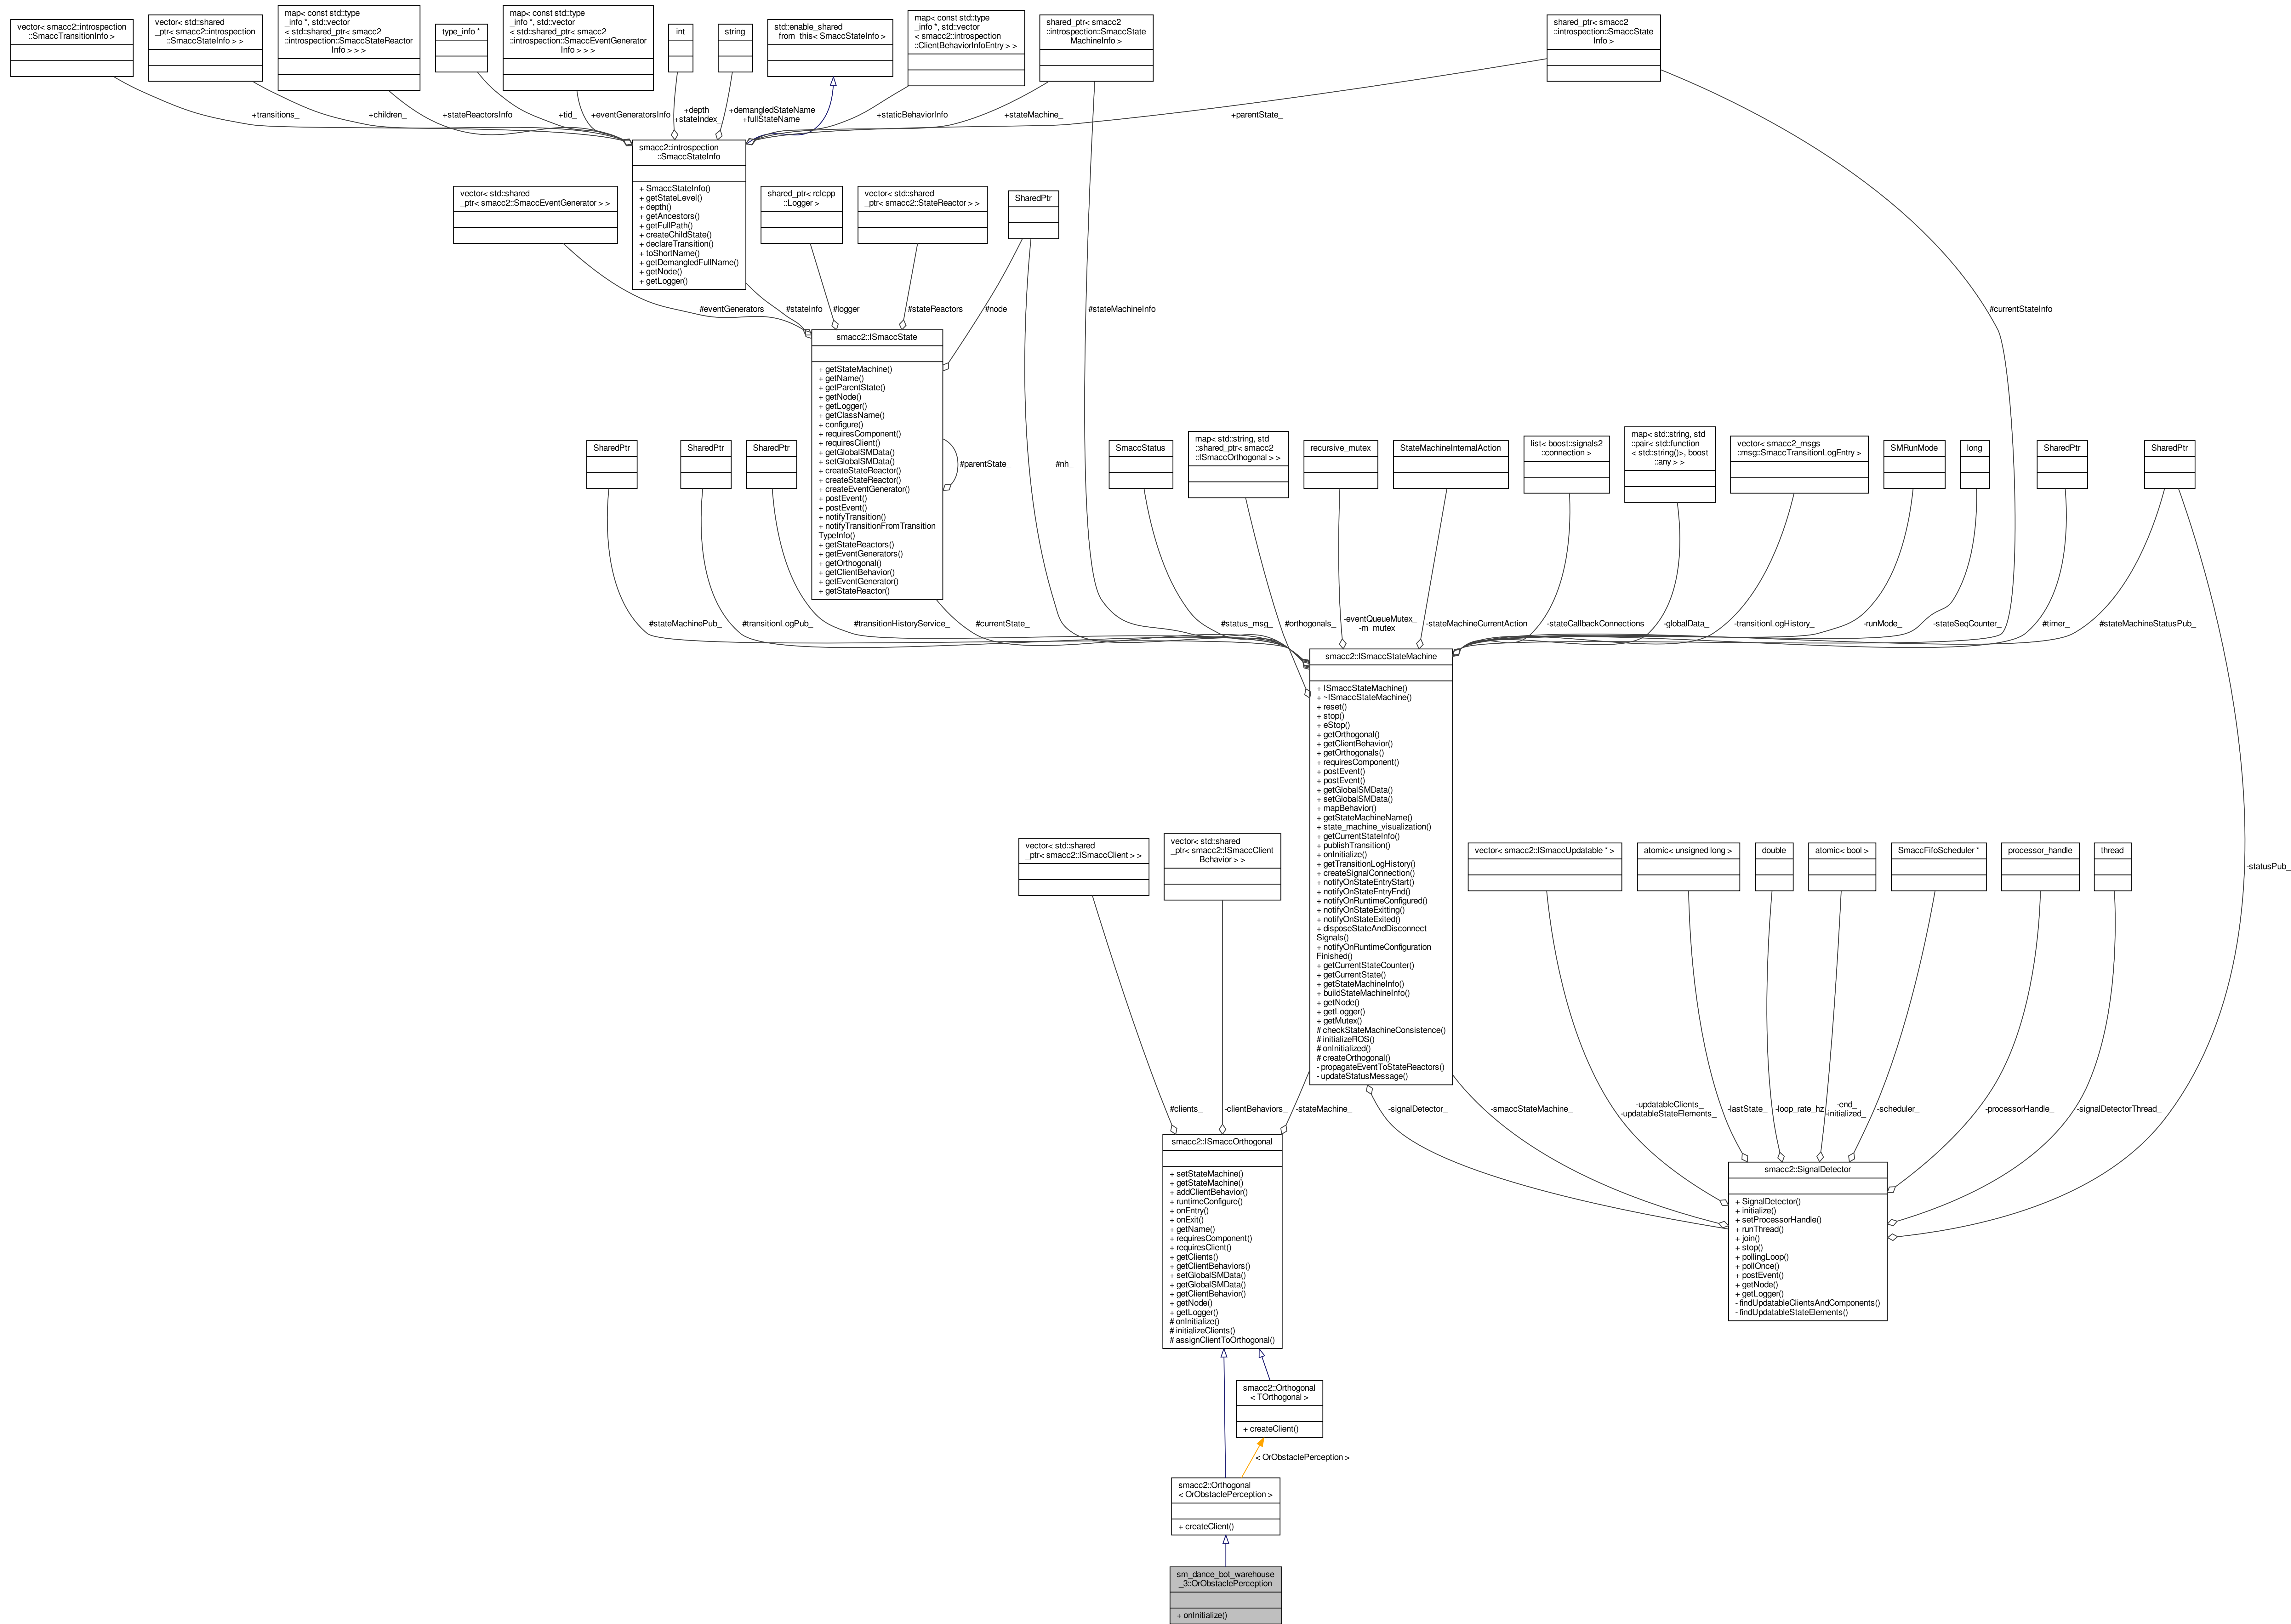 vector< smacc2::introspection
::SmaccTransitionInfo >
vector< std::shared
_ptr< smacc2::introspection
::SmaccStateInfo > >
map< const std::type
_info *, std::vector
< std::shared_ptr< smacc2
::introspection::SmaccStateReactor
Info > > >
type_info *
map< const std::type
_info *, std::vector
< std::shared_ptr< smacc2
::introspection::SmaccEventGenerator
Info > > >
int
string
std::enable_shared
_from_this< SmaccStateInfo >
map< const std::type
_info *, std::vector
< smacc2::introspection
::ClientBehaviorInfoEntry > >
shared_ptr< smacc2
::introspection::SmaccState
MachineInfo >
shared_ptr< smacc2
::introspection::SmaccState
Info >
+transitions_
+children_
+stateReactorsInfo
+tid_
+eventGeneratorsInfo
+depth_
+stateIndex_
+demangledStateName
+fullStateName
+staticBehaviorInfo
+stateMachine_
+parentState_
smacc2::introspection
::SmaccStateInfo
+ SmaccStateInfo()
+ getStateLevel()
+ depth()
+ getAncestors()
+ getFullPath()
+ createChildState()
+ declareTransition()
+ toShortName()
+ getDemangledFullName()
+ getNode()
+ getLogger()
vector< std::shared
_ptr< smacc2::SmaccEventGenerator > >
shared_ptr< rclcpp
::Logger >
vector< std::shared
_ptr< smacc2::StateReactor > >
SharedPtr
#eventGenerators_
#stateInfo_
#logger_
#stateReactors_
#node_
#stateMachineInfo_
#currentStateInfo_
smacc2::ISmaccState
+ getStateMachine()
+ getName()
+ getParentState()
+ getNode()
+ getLogger()
+ getClassName()
+ configure()
+ requiresComponent()
+ requiresClient()
+ getGlobalSMData()
+ setGlobalSMData()
+ createStateReactor()
+ createStateReactor()
+ createEventGenerator()
+ postEvent()
+ postEvent()
+ notifyTransition()
+ notifyTransitionFromTransition
TypeInfo()
+ getStateReactors()
+ getEventGenerators()
+ getOrthogonal()
+ getClientBehavior()
+ getEventGenerator()
+ getStateReactor()
#parentState_
#nh_
SharedPtr
SharedPtr
SharedPtr
SmaccStatus
map< std::string, std
::shared_ptr< smacc2
::ISmaccOrthogonal > >
recursive_mutex
StateMachineInternalAction
list< boost::signals2
::connection >
map< std::string, std
::pair< std::function
< std::string()>, boost
::any > >
vector< smacc2_msgs
::msg::SmaccTransitionLogEntry >
SMRunMode
long
SharedPtr
SharedPtr
#stateMachinePub_
#transitionLogPub_
#transitionHistoryService_
#currentState_
#status_msg_
#orthogonals_
-eventQueueMutex_
-m_mutex_
-stateMachineCurrentAction
-stateCallbackConnections
-globalData_
-transitionLogHistory_
-runMode_
-stateSeqCounter_
#timer_
#stateMachineStatusPub_
smacc2::ISmaccStateMachine
+ ISmaccStateMachine()
+ ~ISmaccStateMachine()
+ reset()
+ stop()
+ eStop()
+ getOrthogonal()
+ getClientBehavior()
+ getOrthogonals()
+ requiresComponent()
+ postEvent()
+ postEvent()
+ getGlobalSMData()
+ setGlobalSMData()
+ mapBehavior()
+ getStateMachineName()
+ state_machine_visualization()
+ getCurrentStateInfo()
+ publishTransition()
+ onInitialize()
+ getTransitionLogHistory()
+ createSignalConnection()
+ notifyOnStateEntryStart()
+ notifyOnStateEntryEnd()
+ notifyOnRuntimeConfigured()
+ notifyOnStateExitting()
+ notifyOnStateExited()
+ disposeStateAndDisconnect
Signals()
+ notifyOnRuntimeConfiguration
Finished()
+ getCurrentStateCounter()
+ getCurrentState()
+ getStateMachineInfo()
+ buildStateMachineInfo()
+ getNode()
+ getLogger()
+ getMutex()
# checkStateMachineConsistence()
# initializeROS()
# onInitialized()
# createOrthogonal()
- propagateEventToStateReactors()
- updateStatusMessage()
vector< std::shared
_ptr< smacc2::ISmaccClient > >
vector< std::shared
_ptr< smacc2::ISmaccClient
Behavior > >
vector< smacc2::ISmaccUpdatable * >
atomic< unsigned long >
double
atomic< bool >
SmaccFifoScheduler *
processor_handle
thread
-statusPub_
#clients_
-clientBehaviors_
-stateMachine_
-signalDetector_
-smaccStateMachine_
-updatableClients_
-updatableStateElements_
-lastState_
-loop_rate_hz
-end_
-initialized_
-scheduler_
-processorHandle_
-signalDetectorThread_
smacc2::ISmaccOrthogonal
+ setStateMachine()
+ getStateMachine()
+ addClientBehavior()
+ runtimeConfigure()
+ onEntry()
+ onExit()
+ getName()
+ requiresComponent()
+ requiresClient()
+ getClients()
+ getClientBehaviors()
+ setGlobalSMData()
+ getGlobalSMData()
+ getClientBehavior()
+ getNode()
+ getLogger()
# onInitialize()
# initializeClients()
# assignClientToOrthogonal()
smacc2::SignalDetector
+ SignalDetector()
+ initialize()
+ setProcessorHandle()
+ runThread()
+ join()
+ stop()
+ pollingLoop()
+ pollOnce()
+ postEvent()
+ getNode()
+ getLogger()
- findUpdatableClientsAndComponents()
- findUpdatableStateElements()
smacc2::Orthogonal
< TOrthogonal >
+ createClient()
< OrObstaclePerception >
smacc2::Orthogonal
< OrObstaclePerception >
+ createClient()
sm_dance_bot_warehouse
_3::OrObstaclePerception
+ onInitialize()